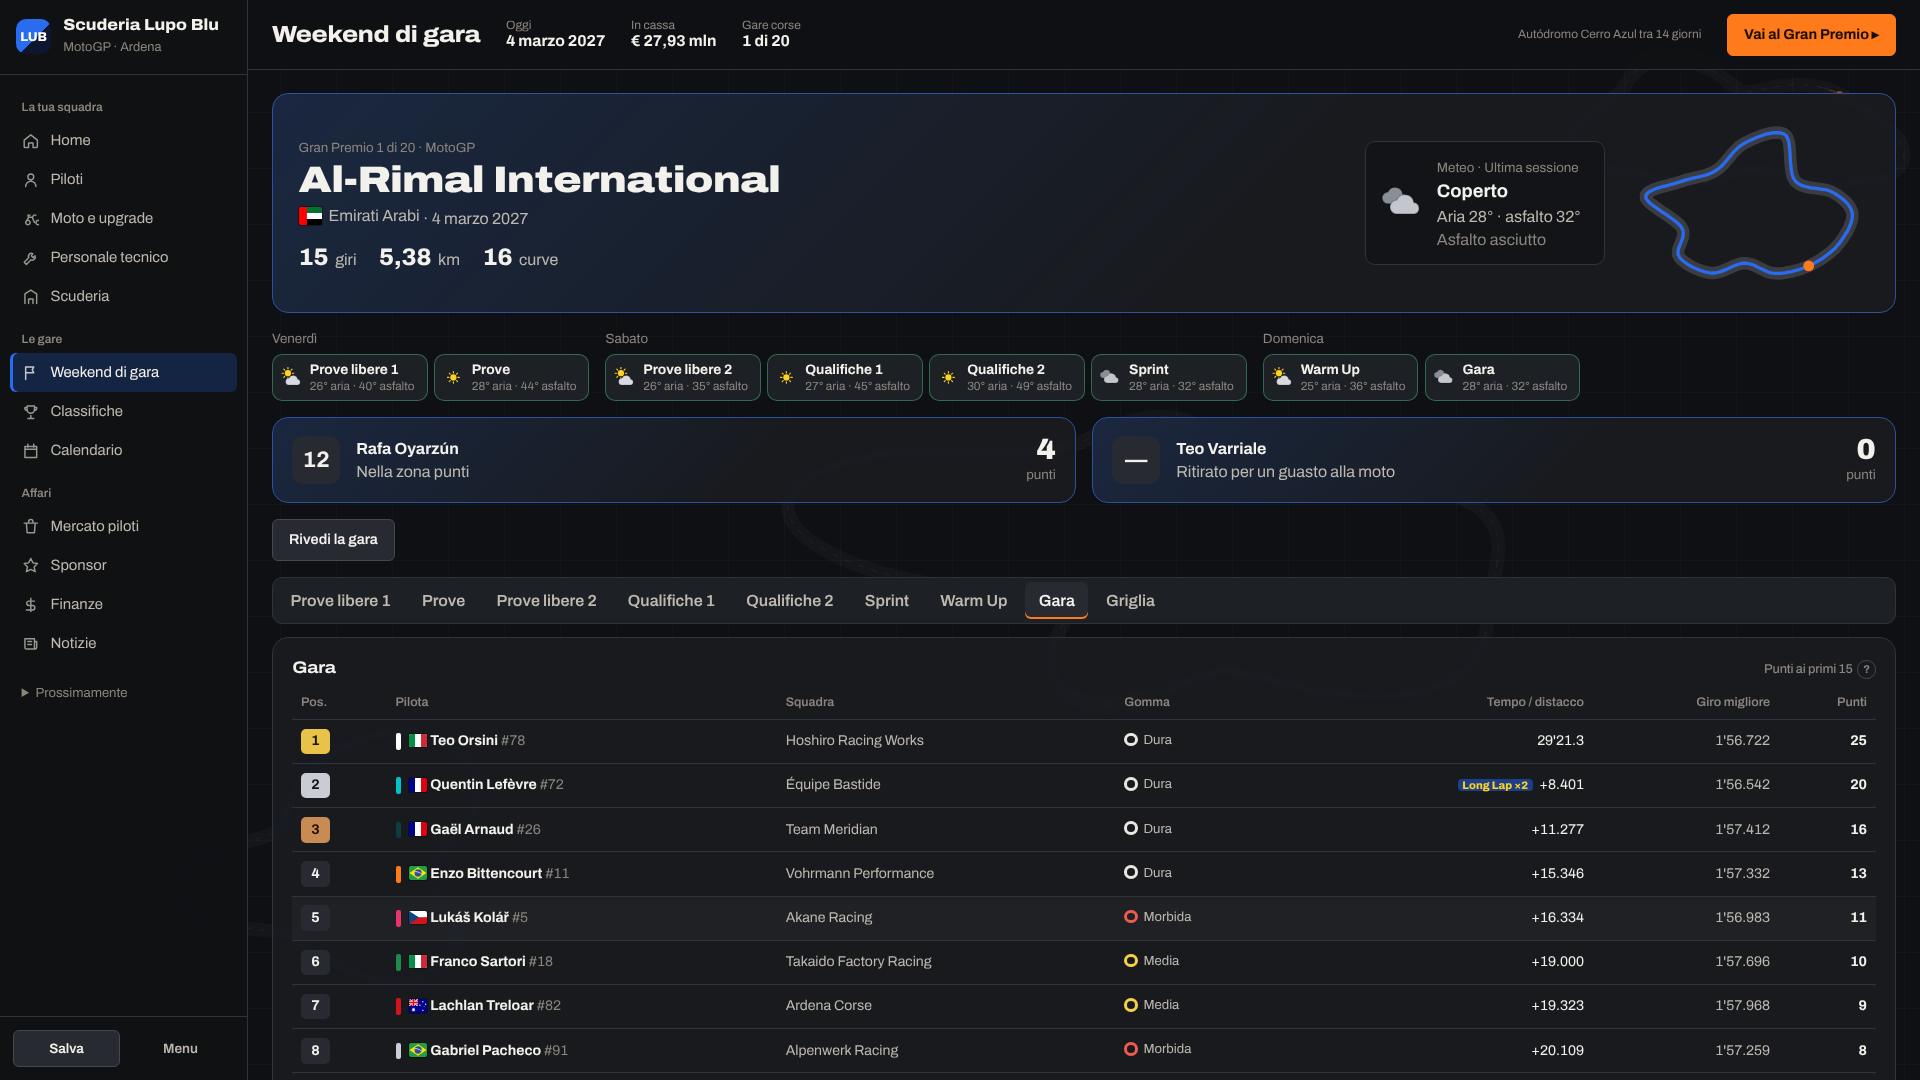 LUB
Scuderia Lupo Blu
MotoGP · Ardena
La tua squadra
Home
Piloti
Moto e upgrade
Personale tecnico
Scuderia
Le gare
Weekend di gara
Classifiche
Calendario
Affari
Mercato piloti
Sponsor
Finanze
Notizie
Prossimamente
Salva
Menu
Weekend di gara
Oggi
4 marzo 2027
In cassa
€ 27,93 mln
Gare corse
1 di 20
Autódromo Cerro Azul tra 14 giorni
Vai al Gran Premio ▸
Gran Premio 1 di 20 · MotoGP
Al-Rimal International
Emirati Arabi · 4 marzo 2027
15 giri 5,38 km 16 curve
Meteo · Ultima sessione
Coperto
Aria 28° · asfalto 32°
Asfalto asciutto
Venerdì
Prove libere 1
26° aria · 40° asfalto
Prove
28° aria · 44° asfalto
Sabato
Prove libere 2
26° aria · 35° asfalto
Qualifiche 1
27° aria · 45° asfalto
Qualifiche 2
30° aria · 49° asfalto
Sprint
28° aria · 32° asfalto
Domenica
Warm Up
25° aria · 36° asfalto
Gara
28° aria · 32° asfalto
12
Rafa Oyarzún
Nella zona punti
4
punti
—
Teo Varriale
Ritirato per un guasto alla moto
0
punti
Rivedi la gara
Prove libere 1 Prove Prove libere 2 Qualifiche 1 Qualifiche 2 Sprint Warm Up Gara Griglia
Gara
Punti ai primi 15 ?
Pos. Pilota Squadra Gomma Tempo / distacco Giro migliore Punti
1 Teo Orsini #78 Hoshiro Racing Works Dura 29'21.3 1'56.722 25
2 Quentin Lefèvre #72 Équipe Bastide Dura Long Lap ×2 +8.401 1'56.542 20
3 Gaël Arnaud #26 Team Meridian Dura +11.277 1'57.412 16
4 Enzo Bittencourt #11 Vohrmann Performance Dura +15.346 1'57.332 13
5 Lukáš Kolář #5 Akane Racing Morbida +16.334 1'56.983 11
6 Franco Sartori #18 Takaido Factory Racing Media +19.000 1'57.696 10
7 Lachlan Treloar #82 Ardena Corse Media +19.323 1'57.968 9
8 Gabriel Pacheco #91 Alpenwerk Racing Morbida +20.109 1'57.259 8